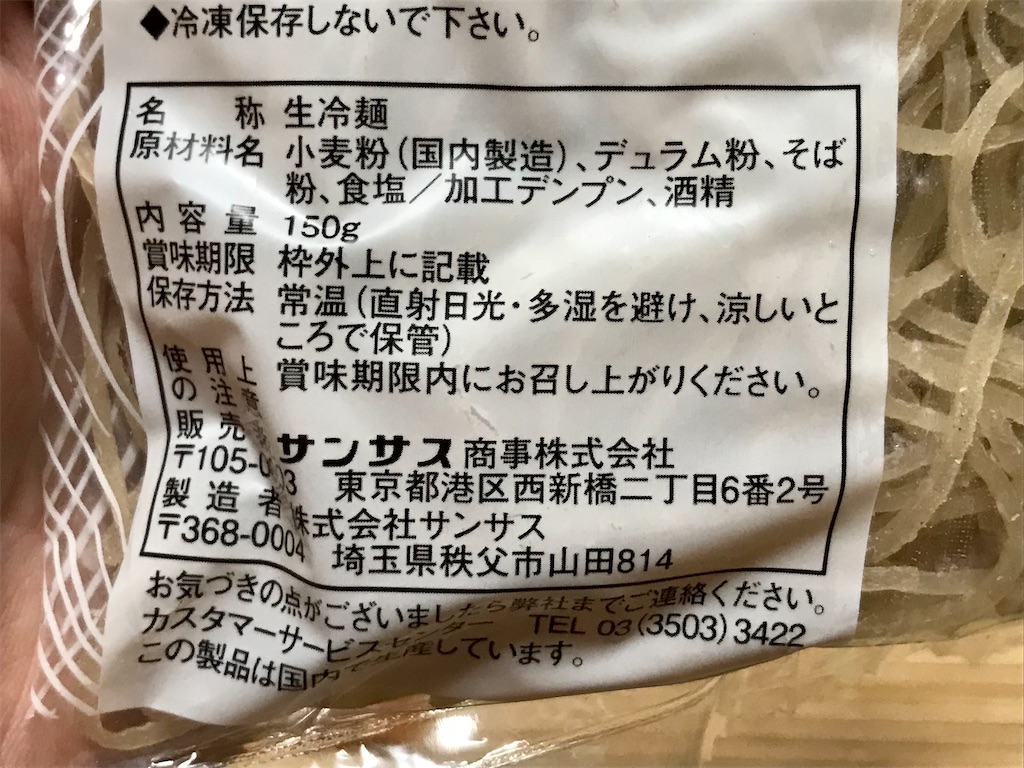 ◆冷凍保存しないで下さい。
名称 生冷麺
原材料名 小麦粉(国内製造)、デュラム粉、そば
粉、食塩/加工デンプン、酒精
内容量 150g
賞味期限 枠外上に記載
保存方法 常温(直射日光・多湿を避け、涼しいと
ころで保管)
使用上
の注意 賞味期限内にお召し上がりください。
販売 サンサス商事株式会社
東京都港区西新橋二丁目6番2号
製造者 株式会社サンサス
〒368-0004 埼玉県秩父市山田814
お気づきの点がございましたら弊社までご連絡ください。
カスタマーサービスセンター TEL 03(3503)3422
この製品は国内で生産しています。